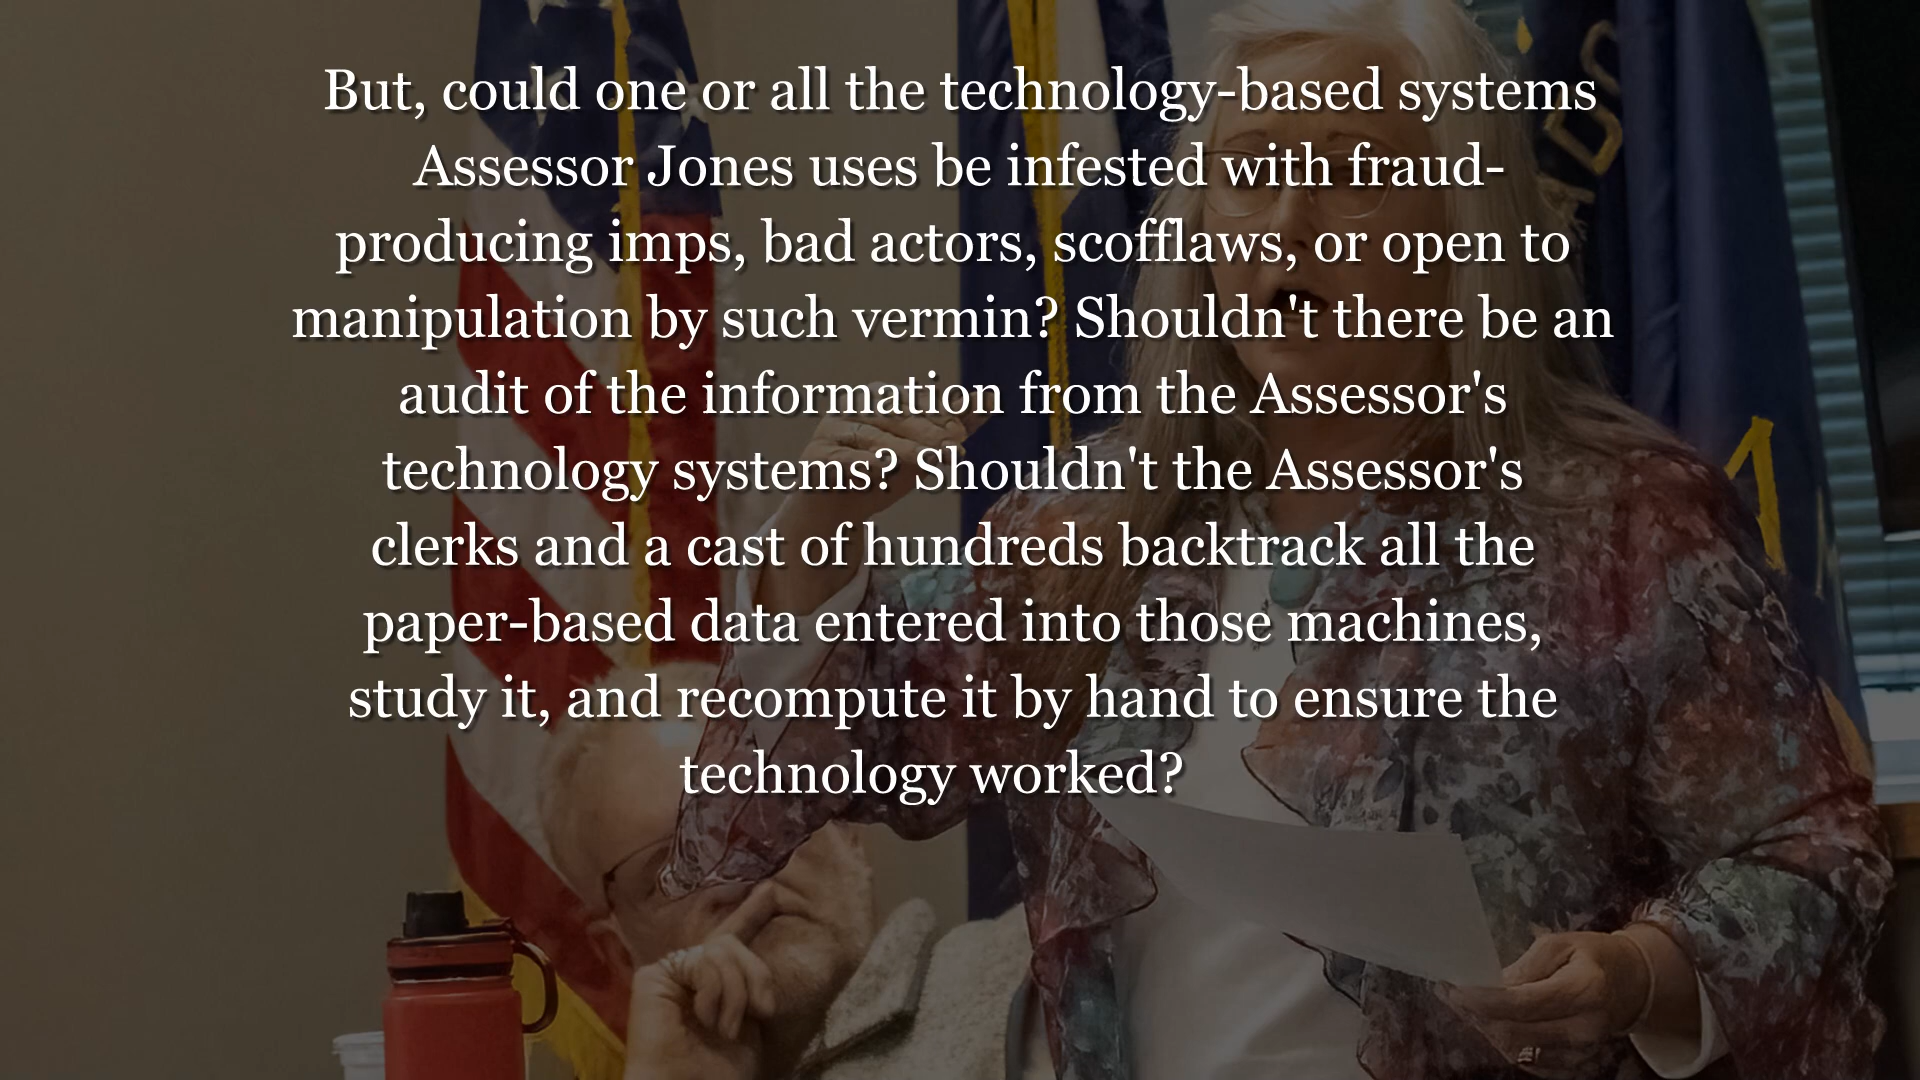 But, could one or all the technology-based systems
Assessor Jones uses be infested with fraud-
producing imps, bad actors, scofflaws, or open to
manipulation by such vermin? Shouldn't there be an
audit of the information from the Assessor's
technology systems? Shouldn't the Assessor's
clerks and a cast of hundreds backtrack all the
paper-based data entered into those machines,
study it, and recompute it by hand to ensure the
technology worked?